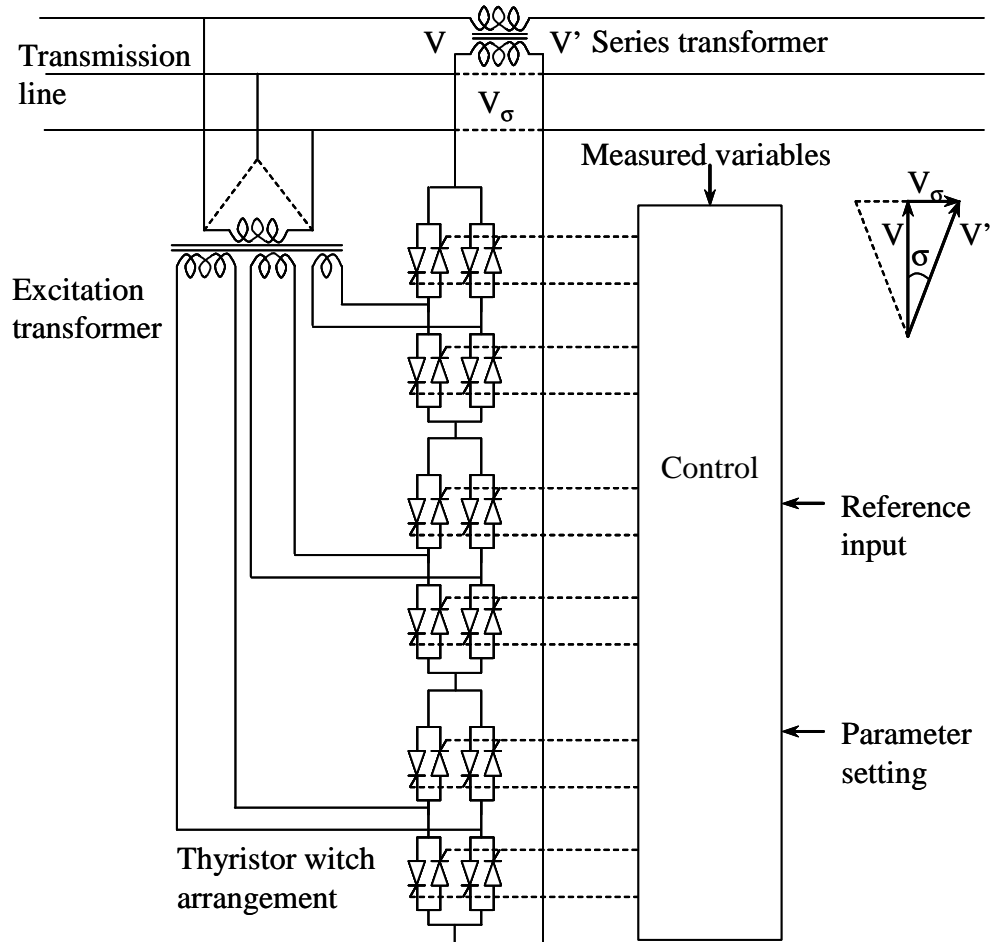 V
V’ Series transformer
Transmission
line
Vσ
Measured variables
Vσ
V
V’
σ
Excitation
transformer
Control
Reference
input
Parameter
setting
Thyristor witch
arrangement